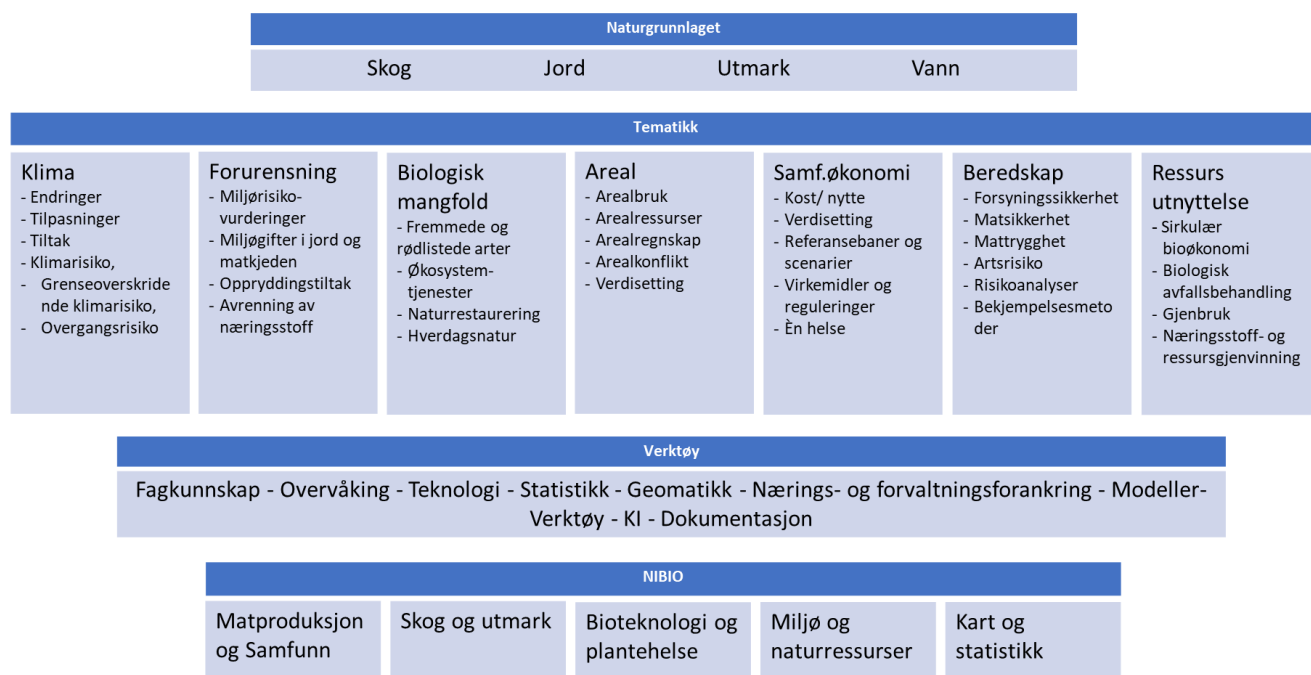 Naturgrunnlaget
Skog Jord Utmark Vann
Tematikk
Klima
- Endringer
- Tilpasninger
- Tiltak
- Klimarisiko,
- Grenseoverskride
nde klimarisiko,
- Overgangsrisiko
Forurensning
- Miljørisiko-
vurderinger
- Miljøgifter i jord og
matkjeden
- Oppryddingstiltak
- Avrenning av
næringsstoff
Biologisk
mangfold
- Fremmede og
rødlistede arter
- Økosystem-
tjenester
- Naturrestaurering
- Hverdagsnatur
Areal
- Arealbruk
- Arealressurser
- Arealregnskap
- Arealkonflikt
- Verdisetting
Samf.økonomi
- Kost/ nytte
- Verdisetting
- Referansebaner og
scenarier
- Virkemidler og
reguleringer
- Èn helse
Beredskap
- Forsyningssikkerhet
- Matsikkerhet
- Mattrygghet
- Artsrisiko
- Risikoanalyser
- Bekjempelsesmeto
der
Ressurs
utnyttelse
- Sirkulær
bioøkonomi
- Biologisk
avfallsbehandling
- Gjenbruk
- Næringsstoff- og
ressursgjenvinning
Verktøy
Fagkunnskap - Overvåking - Teknologi - Statistikk - Geomatikk - Nærings- og forvaltningsforankring - Modeller-
Verktøy - KI - Dokumentasjon
NIBIO
Matproduksjon
og Samfunn
Skog og utmark
Bioteknologi og
plantehelse
Miljø og
naturressurser
Kart og
statistikk